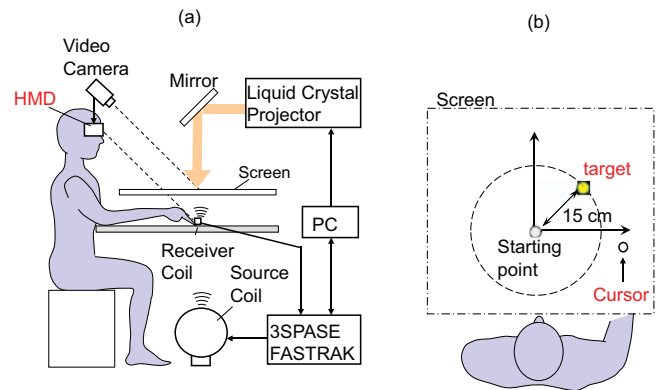 (a)
Video
Camera
HMD
Mirror
Liquid Crystal
Projector
Screen
PC
Receiver
Coil
Source
Coil
3SPASE
FASTRAK
(b)
Screen
target
15 cm
Starting
point
Cursor